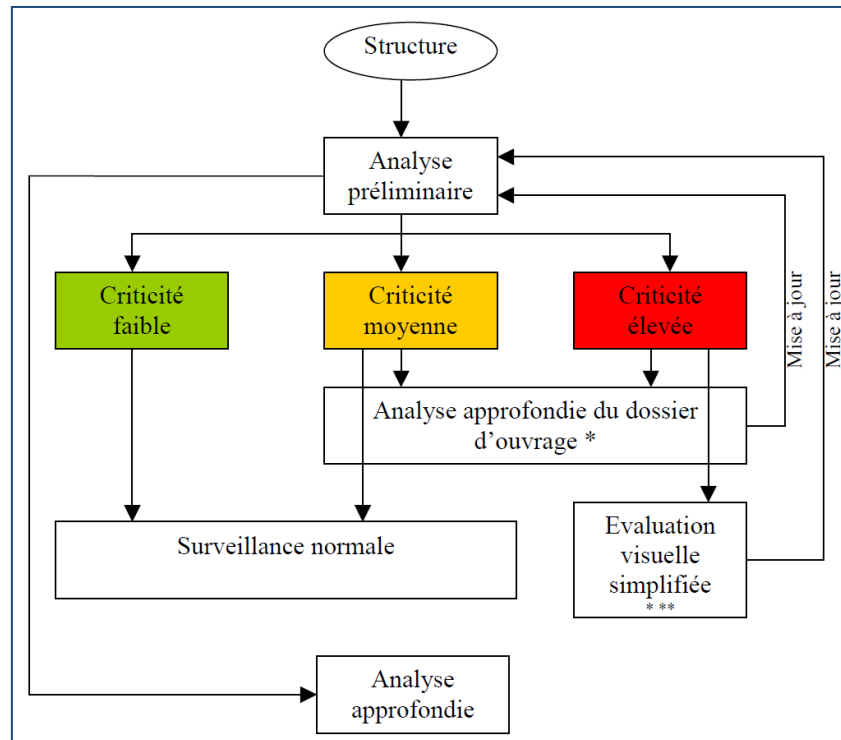 Structure
Analyse
préliminaire
Criticité
faible
Criticité
moyenne
Criticité
élevée
Mise à jour
Mise à jour
Analyse approfondie du dossier
d’ouvrage *
Surveillance normale
Evaluation
visuelle
simplifiée
* **
Analyse
approfondie